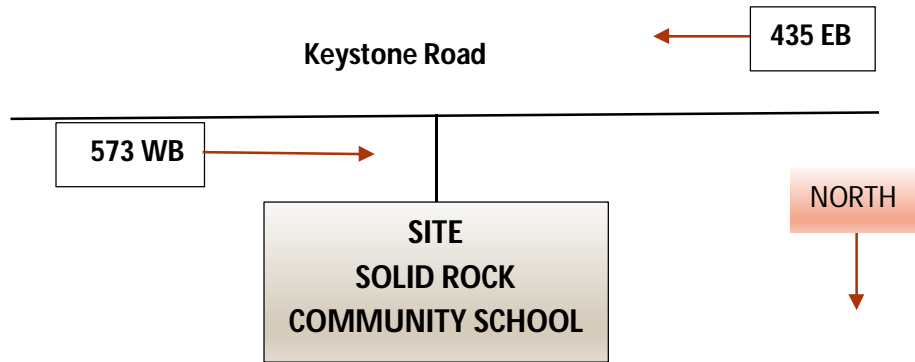 435 EB
Keystone Road
573 WB
NORTH
SITE
SOLID ROCK
COMMUNITY SCHOOL